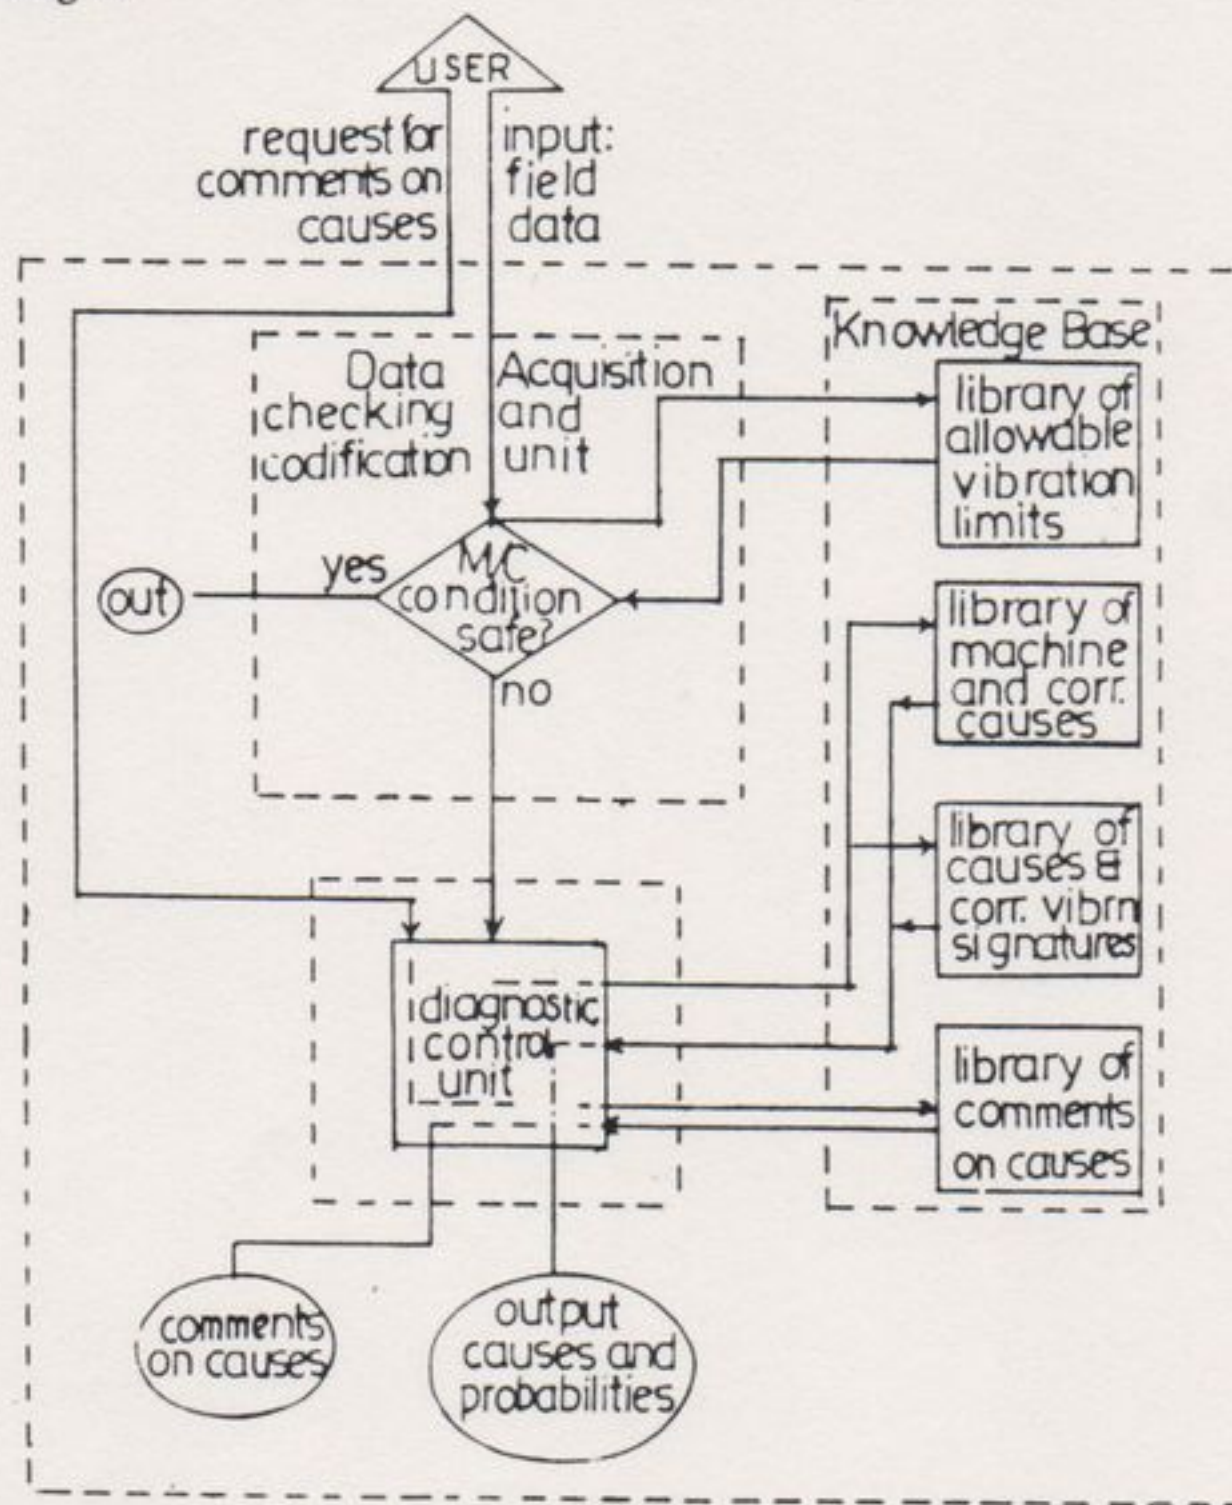 USER
request for
comments on
causes
input:
field
data
Data Acquisition
checking and
codification unit
Knowledge Base
library of
allowable
vibration
limits
M/C
condition
safe?
yes
out
no
library of
machine
and corr.
causes
library of
causes &
corr. vibrn
signatures
diagnostic
control
unit
library of
comments
on causes
comments
on causes
output
causes and
probabilities